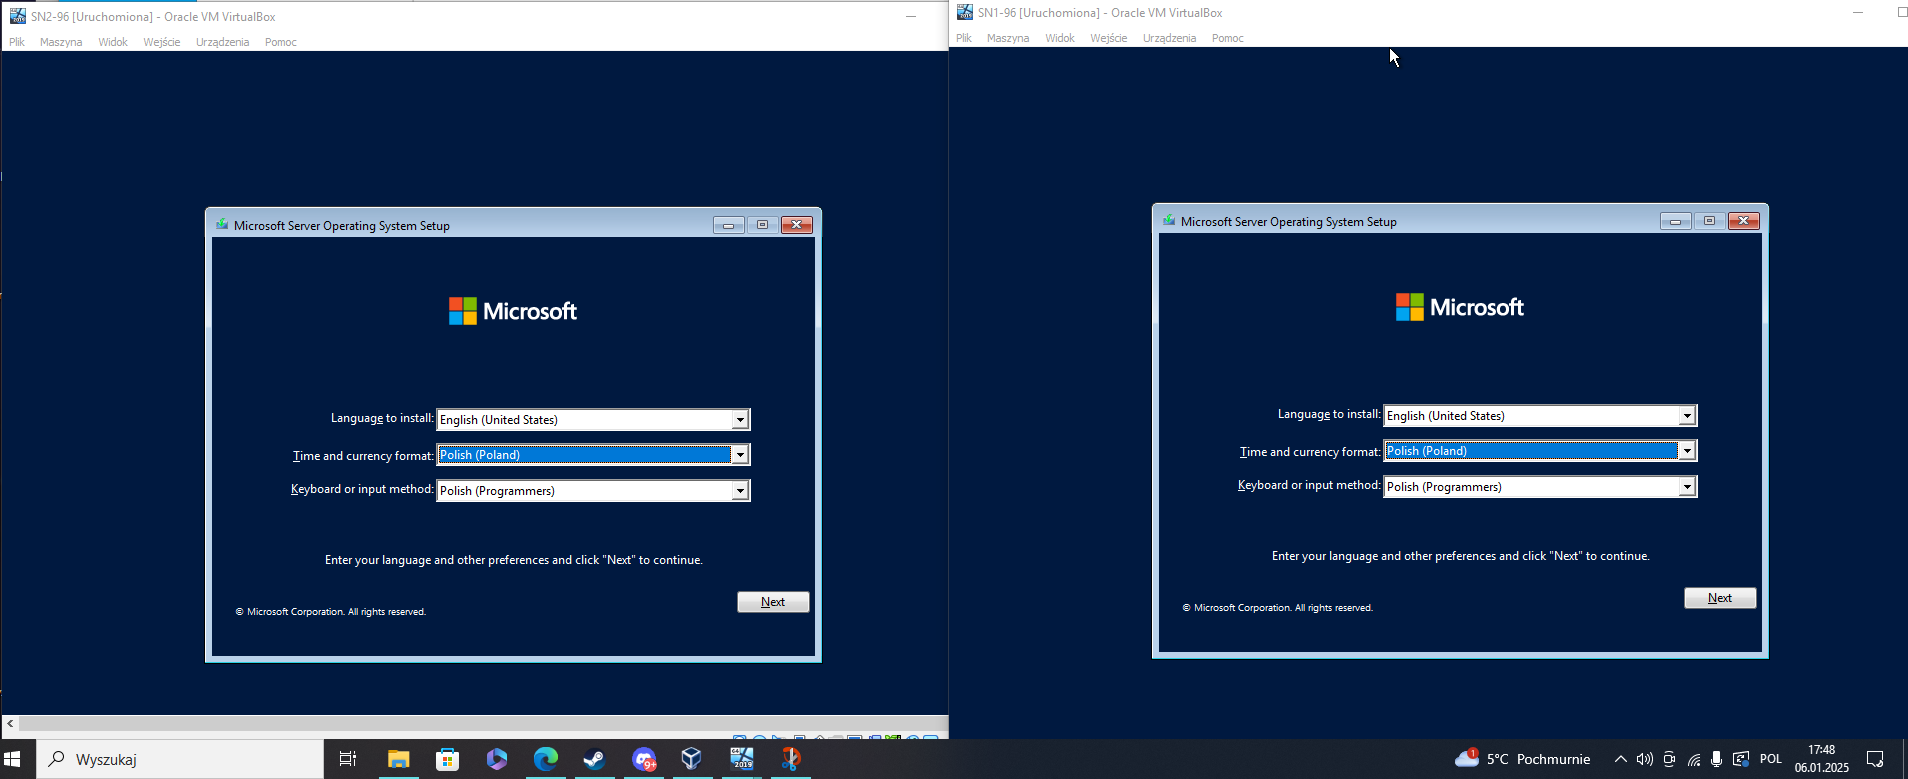 SN2-96 [Uruchomiona] - Oracle VM VirtualBox
Plik Maszyna Widok Wejście Urządzenia Pomoc
Microsoft Server Operating System Setup
Microsoft
Language to install: English (United States)
Time and currency format: Polish (Poland)
Keyboard or input method: Polish (Programmers)
Enter your language and other preferences and click "Next" to continue.
Next
© Microsoft Corporation. All rights reserved.
SN1-96 [Uruchomiona] - Oracle VM VirtualBox
Plik Maszyna Widok Wejście Urządzenia Pomoc
Microsoft Server Operating System Setup
Microsoft
Language to install: English (United States)
Time and currency format: Polish (Poland)
Keyboard or input method: Polish (Programmers)
Enter your language and other preferences and click "Next" to continue.
Next
© Microsoft Corporation. All rights reserved.
Wyszukaj
9+
64
2019
1
5°C Pochmurnie
POL
17:48
06.01.2025